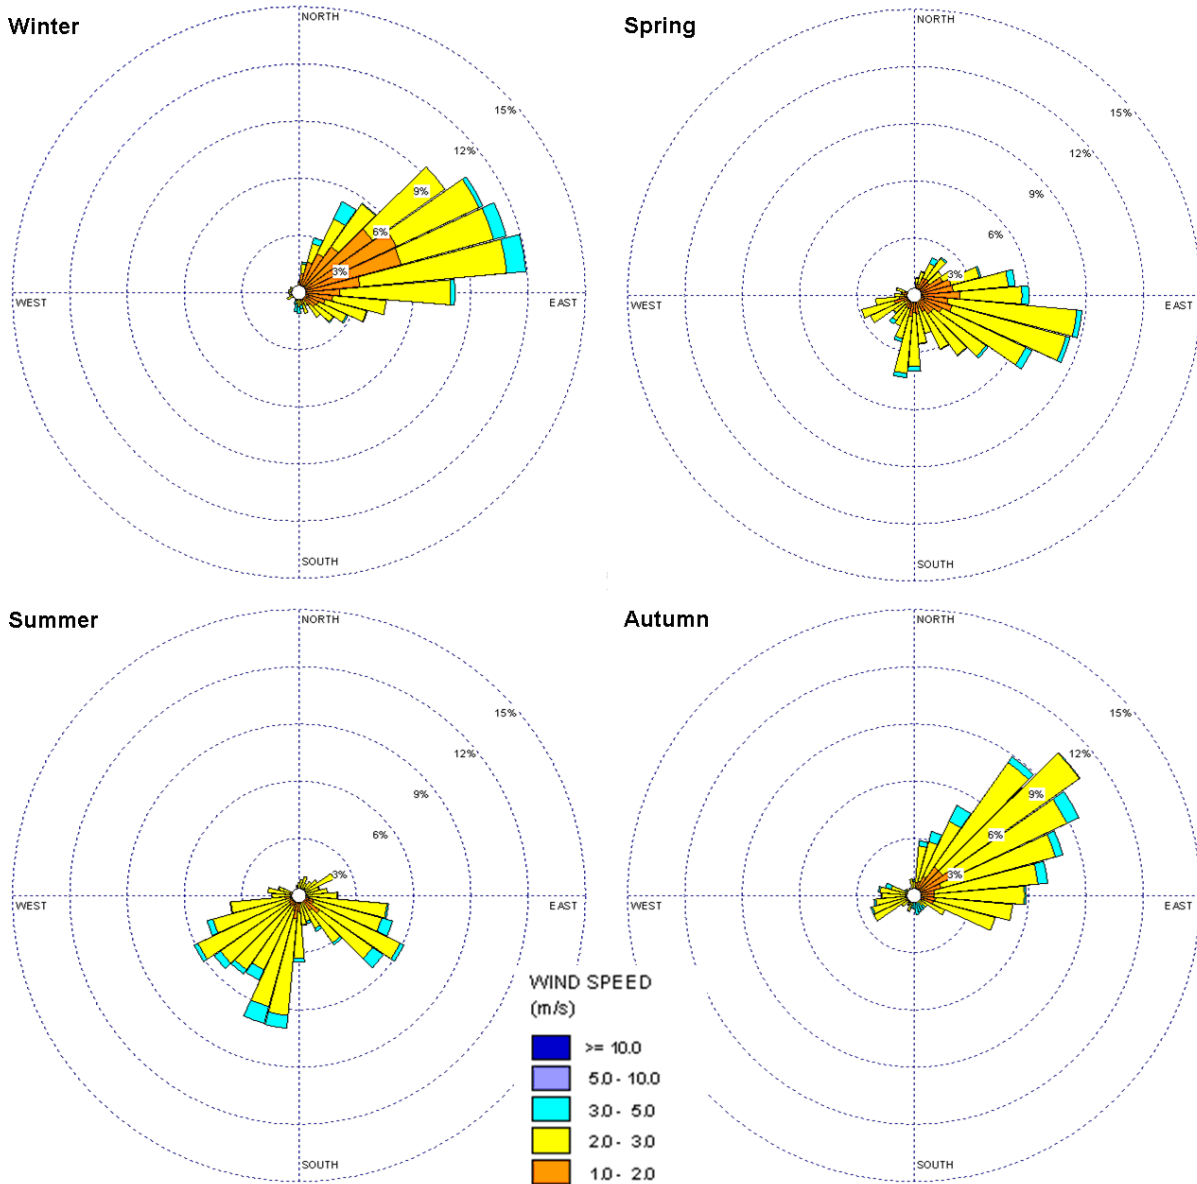 Winter
NORTH
15%
12%
9%
6%
3%
WEST
EAST
SOUTH
Spring
NORTH
15%
12%
9%
6%
3%
WEST
EAST
SOUTH
Summer
NORTH
15%
12%
9%
6%
3%
WEST
EAST
SOUTH
Autumn
NORTH
15%
12%
9%
6%
3%
WEST
EAST
SOUTH
WIND SPEED
(m/s)
>= 10.0
5.0 - 10.0
3.0 - 5.0
2.0 - 3.0
1.0 - 2.0